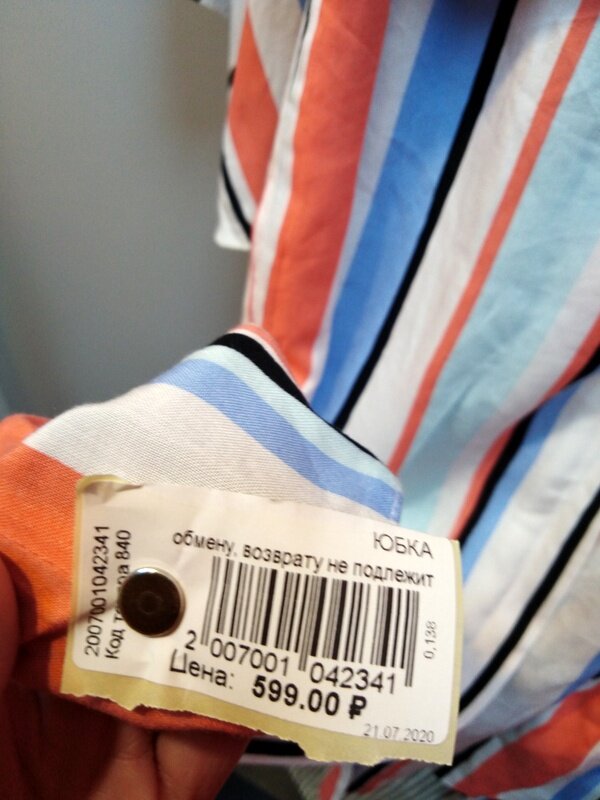 ЮБКА
обмену, возврату не подлежит
2007001042341
Код 840
0,138
2 007001 042341
Цена: 599.00 ₽
21.07.2020